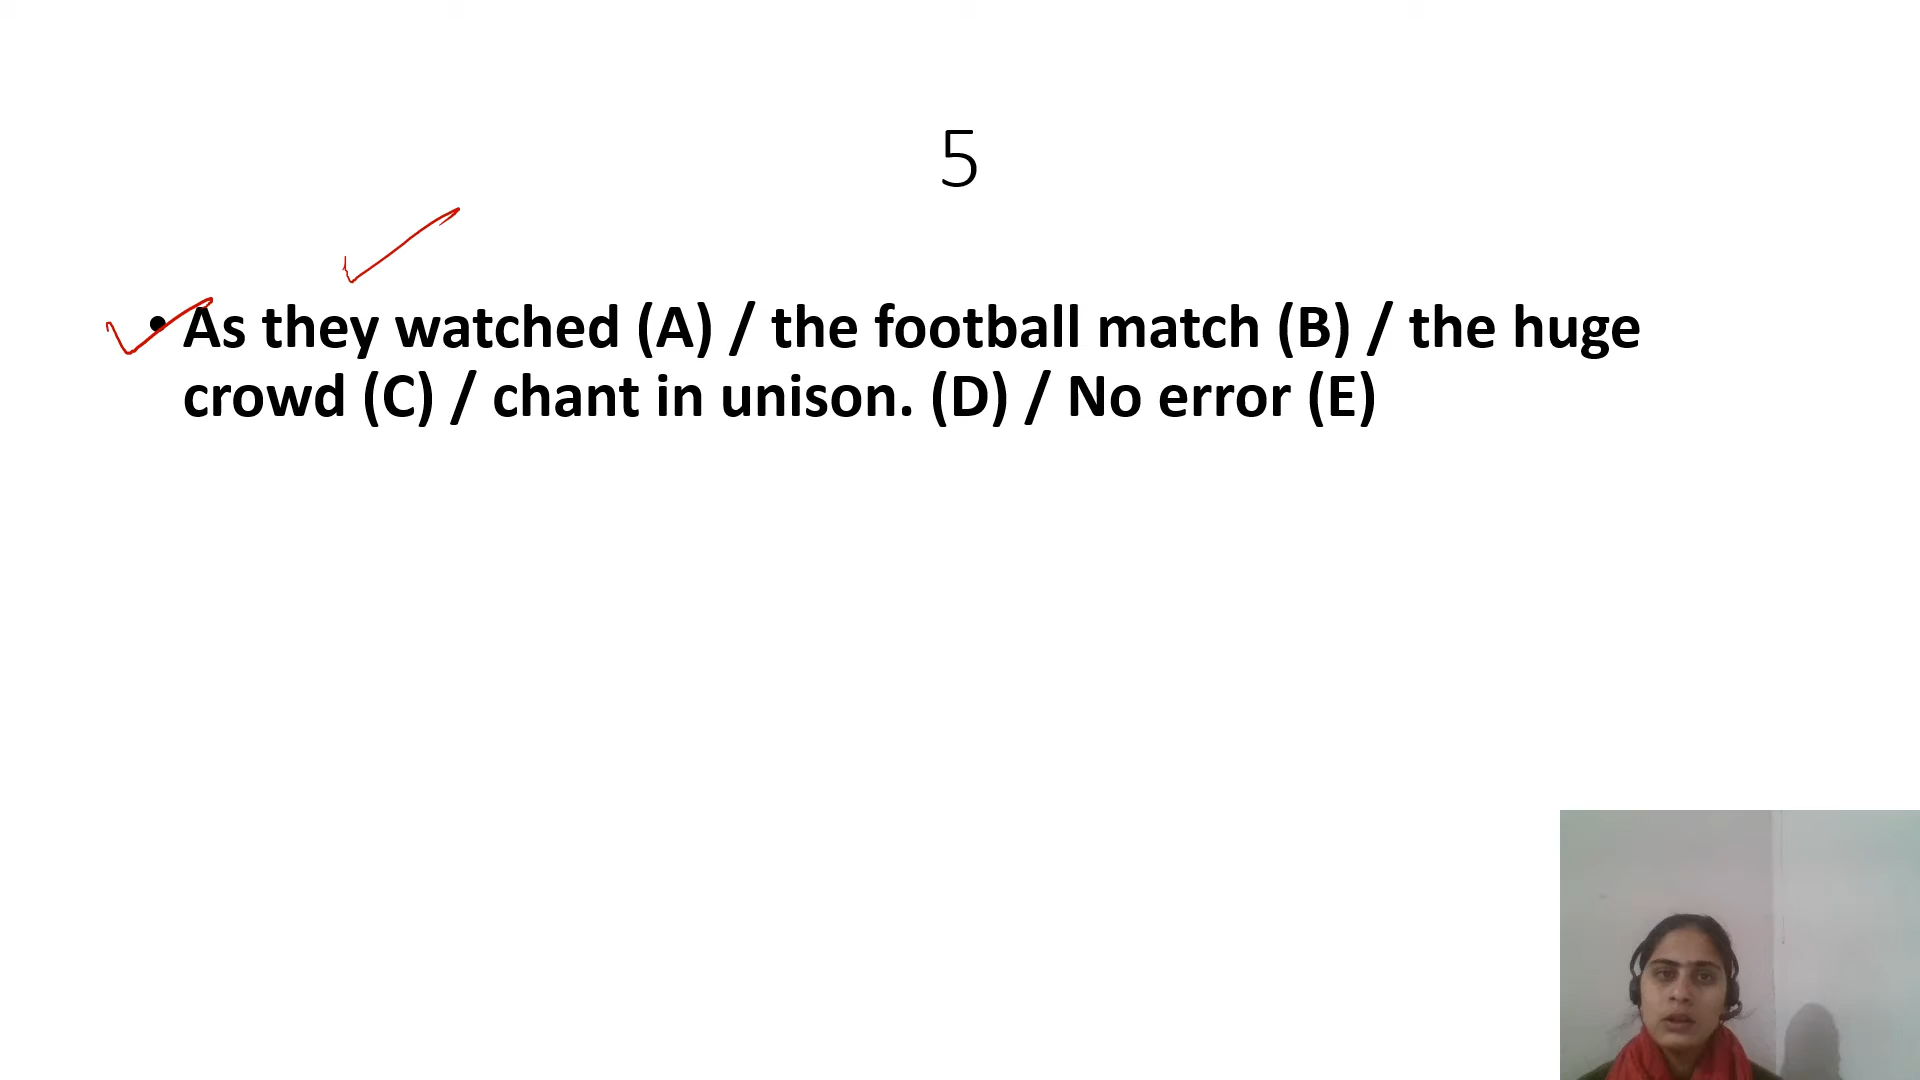 5
• As they watched (A) / the football match (B) / the huge
crowd (C) / chant in unison. (D) / No error (E)